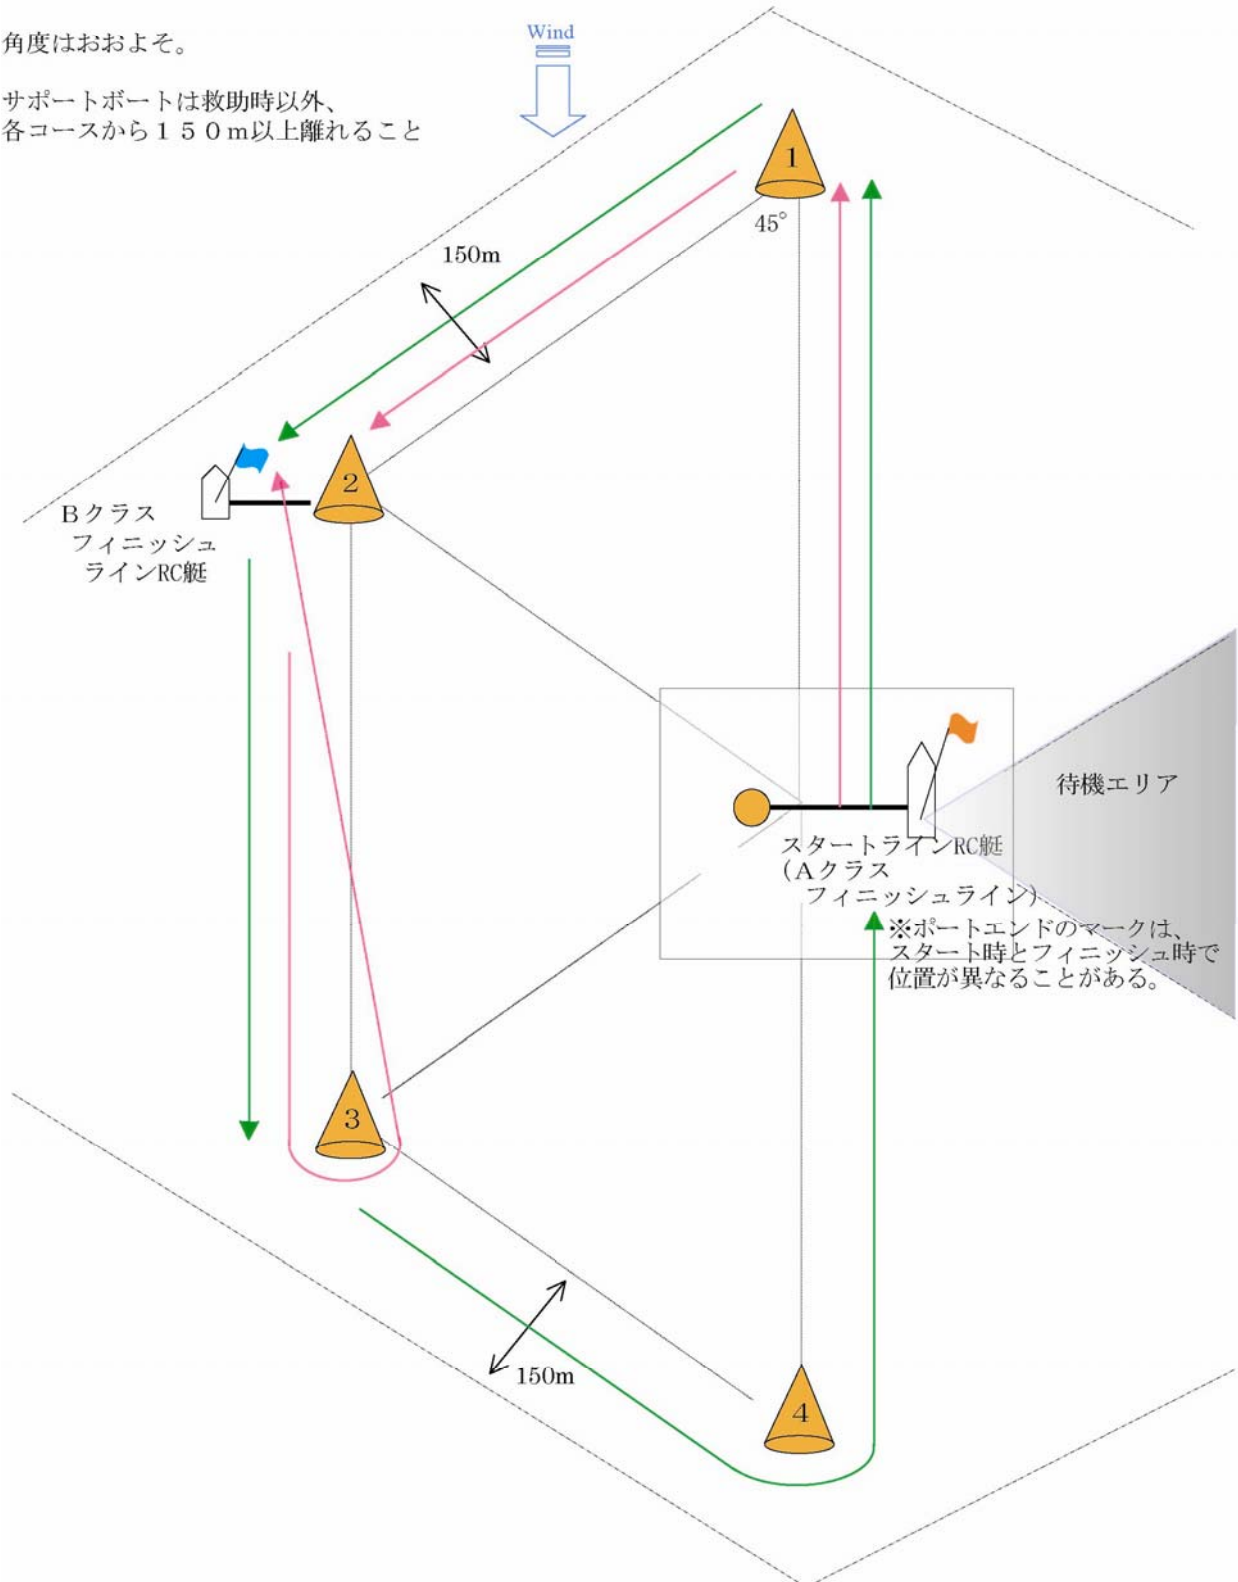 角度はおおよそ。
サポートボートは救助時以外、
各コースから１５０ｍ以上離れること
Wind
1
45°
150m
2
Ｂクラス
フィニッシュ
ラインRC艇
待機エリア
スタートラインRC艇
（Ａクラス
フィニッシュライン）
※ポートエンドのマークは、
スタート時とフィニッシュ時で
位置が異なることがある。
3
150m
4